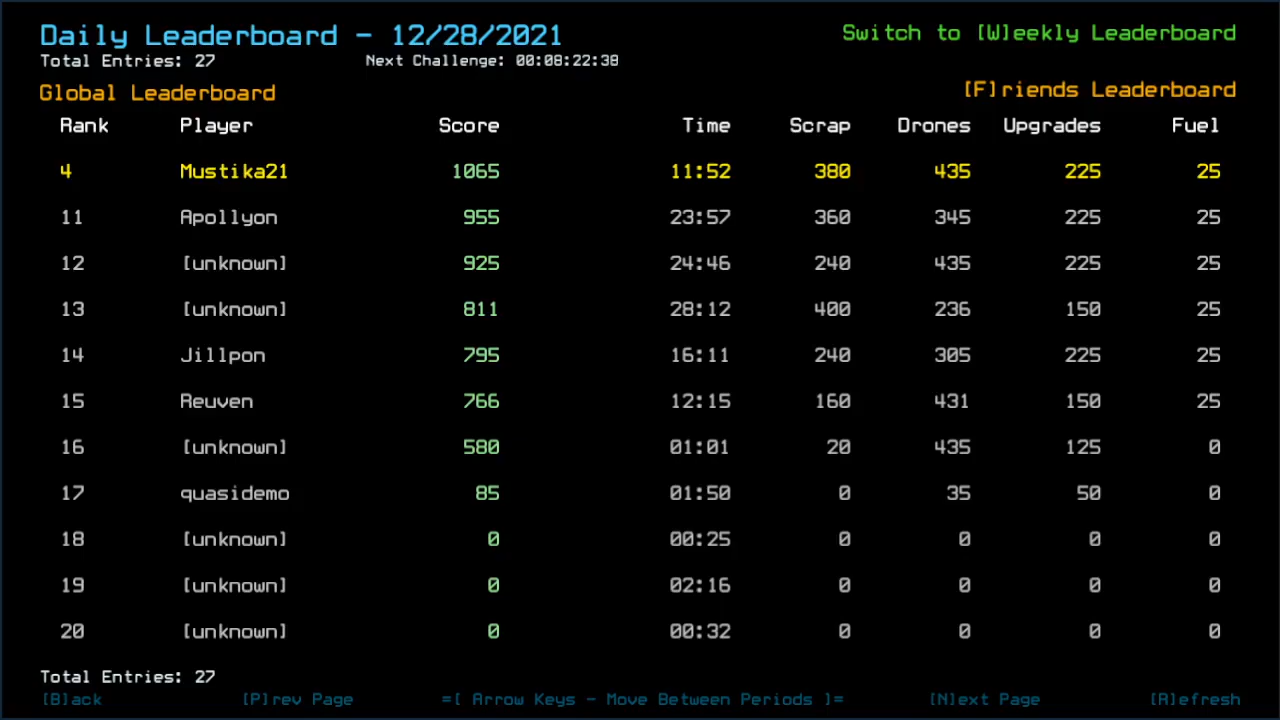 Daily Leaderboard - 12/28/2021 Switch to [W]eekly Leaderboard
Total Entries: 27 Next Challenge: 00:08:22:38
Global Leaderboard [F]riends Leaderboard
Rank Player Score Time Scrap Drones Upgrades Fuel
4 Mustika21 1065 11:52 380 435 225 25
11 Apollyon 955 23:57 360 345 225 25
12 [unknown] 925 24:46 240 435 225 25
13 [unknown] 811 28:12 400 236 150 25
14 Jillpon 795 16:11 240 305 225 25
15 Reuven 766 12:15 160 431 150 25
16 [unknown] 580 01:01 20 435 125 0
17 quasidemo 85 01:50 0 35 50 0
18 [unknown] 0 00:25 0 0 0 0
19 [unknown] 0 02:16 0 0 0 0
20 [unknown] 0 00:32 0 0 0 0
Total Entries: 27
[B]ack [P]rev Page =[ Arrow Keys - Move Between Periods ]= [N]ext Page [R]efresh